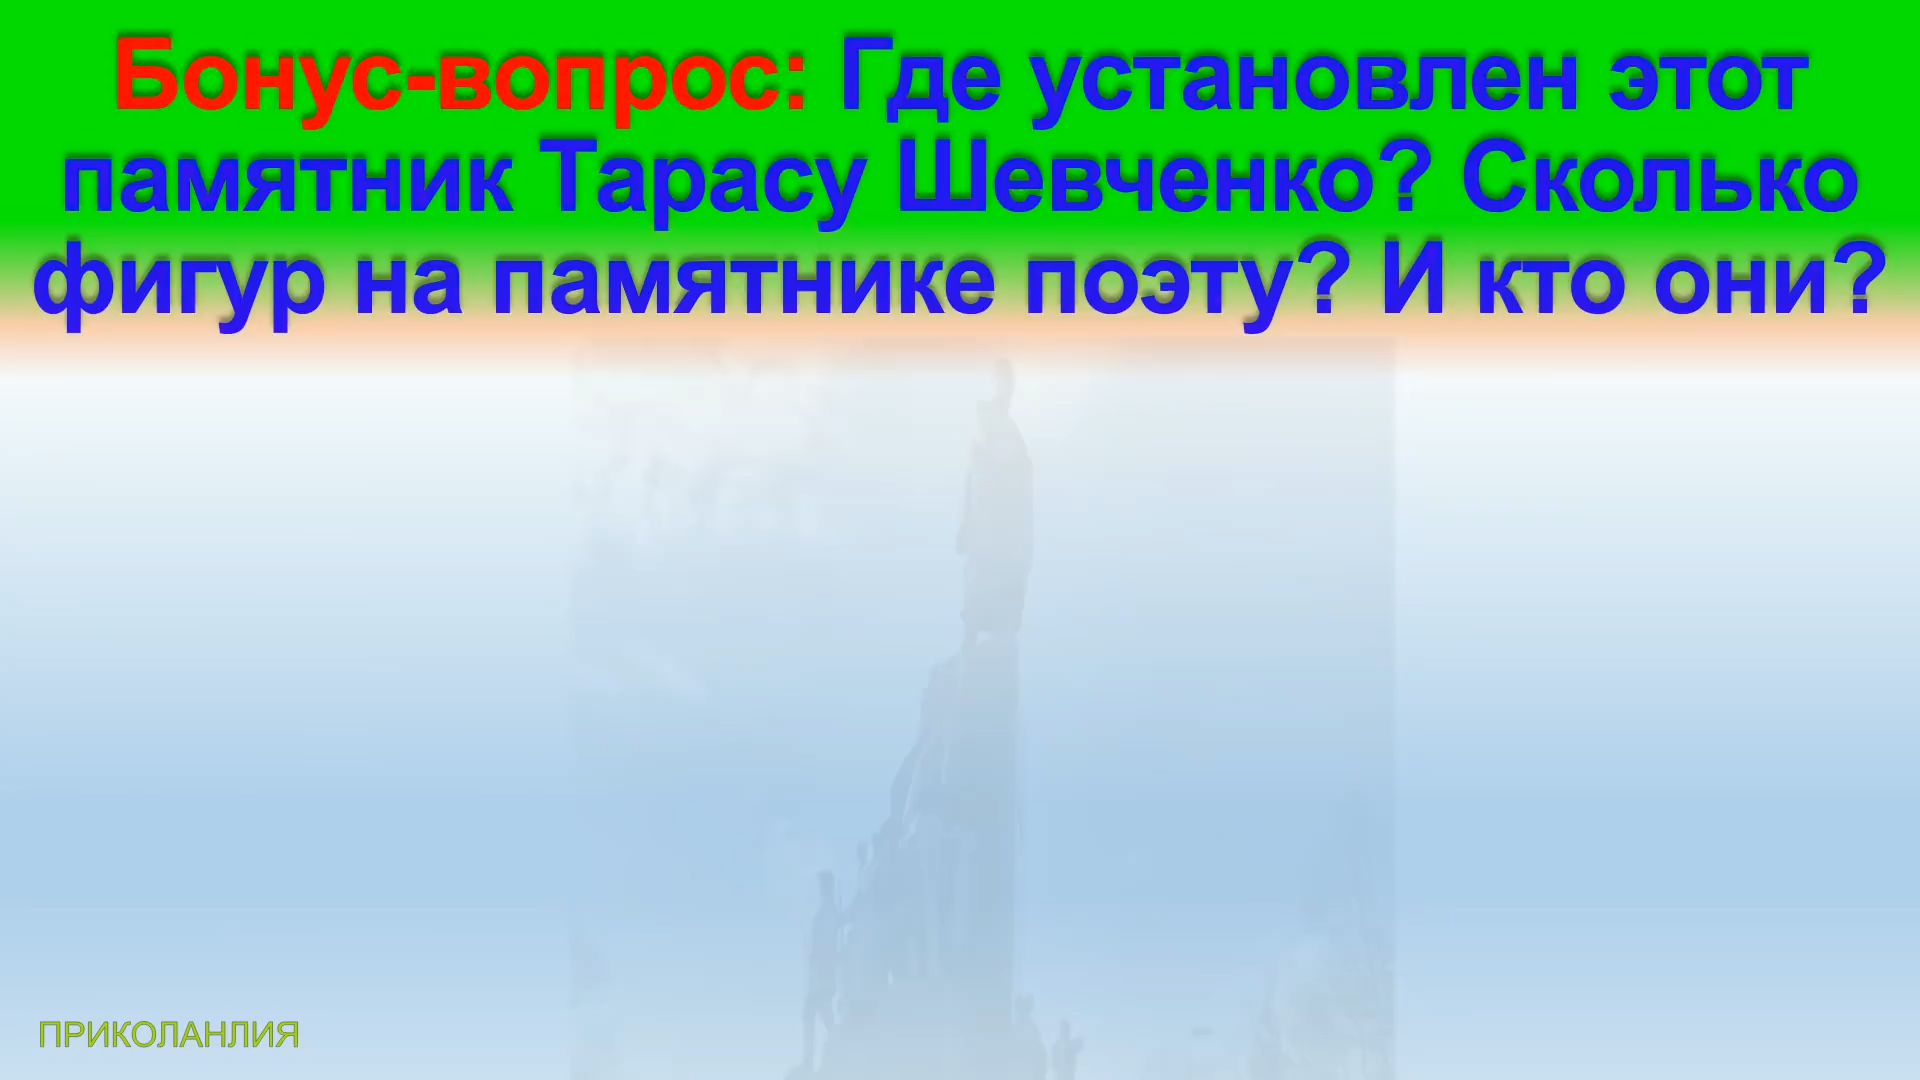 Бонус-вопрос: Где установлен этот
памятник Тарасу Шевченко? Сколько
фигур на памятнике поэту? И кто они?
ПРИКОЛАНЛИЯ